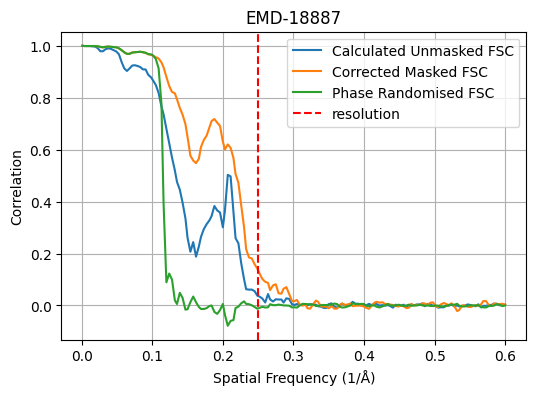 EMD-18887
Calculated Unmasked FSC
Corrected Masked FSC
Phase Randomised FSC
resolution
Correlation
1.0
0.8
0.6
0.4
0.2
0.0
0.0 0.1 0.2 0.3 0.4 0.5 0.6
Spatial Frequency (1/Å)